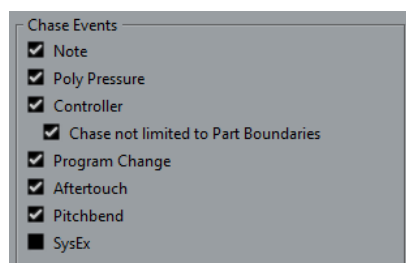 Chase Events
Note
Poly Pressure
Controller
Chase not limited to Part Boundaries
Program Change
Aftertouch
Pitchbend
SysEx